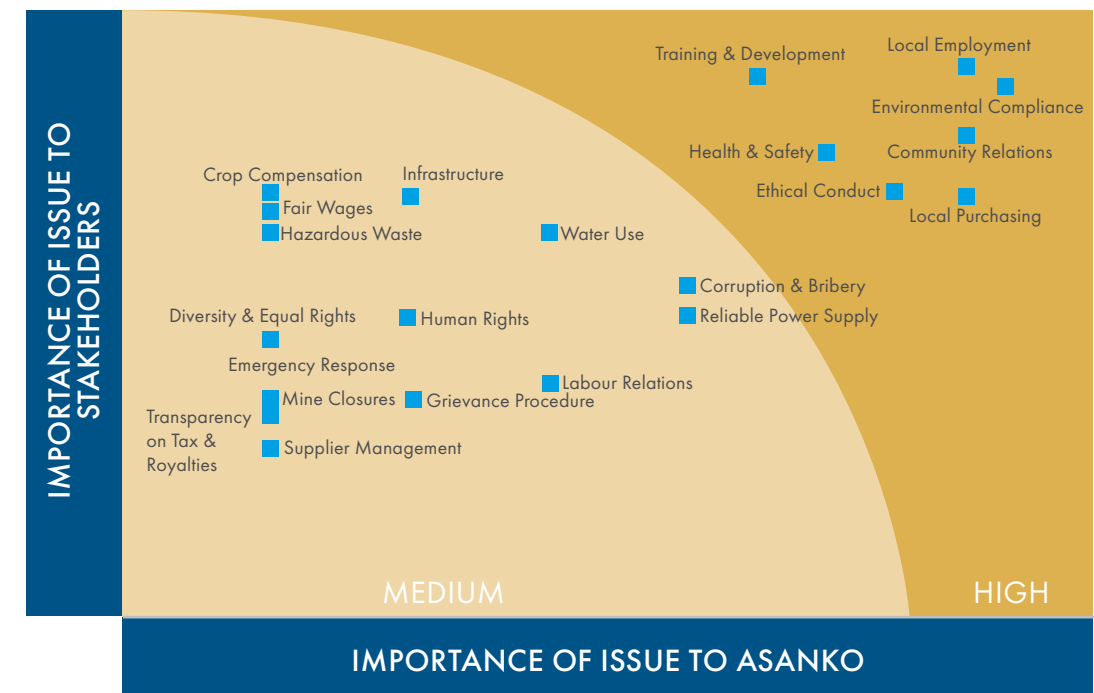 IMPORTANCE OF ISSUE TO
STAKEHOLDERS
Local Employment
Training & Development
Environmental Compliance
Health & Safety
Community Relations
Crop Compensation
Infrastructure
Ethical Conduct
Fair Wages
Local Purchasing
Hazardous Waste
Water Use
Corruption & Bribery
Diversity & Equal Rights
Human Rights
Reliable Power Supply
Emergency Response
Labour Relations
Mine Closures
Grievance Procedure
Transparency
on Tax &
Royalties
Supplier Management
MEDIUM
HIGH
IMPORTANCE OF ISSUE TO ASANKO